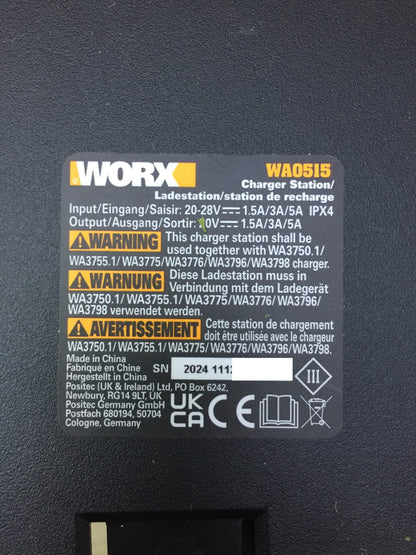 WORX
WA0515
Charger Station/
Ladestation/station de recharge
Input/Eingang/Saisir: 20-28V⎓1.5A/3A/5A IPX4
Output/Ausgang/Sortir: 0V⎓1.5A/3A/5A
WARNING This charger station shall be
used together with WA3750.1/
WA3755.1/ WA3775/WA3776/WA3796/WA3798 charger.
WARNUNG Diese Ladestation muss in
Verbindung mit dem Ladegerät
WA3750.1/ WA3755.1/ WA3775/WA3776/WA3796/
WA3798 verwendet werden.
AVERTISSEMENT Cette station de chargement
doit être utilisée avec le chargeur
WA3750.1/ WA3755.1/ WA3775/ WA3776/WA3796/WA3798.
Made in China
Fabriqué en Chine
Hergestellt in China
SN 2024 1112
Positec (UK & Ireland) Ltd, PO Box 6242,
Newbury, RG14 9LT, UK
Positec Germany GmbH
Postfach 680194, 50704
Cologne, Germany
UK
CA
CE
III